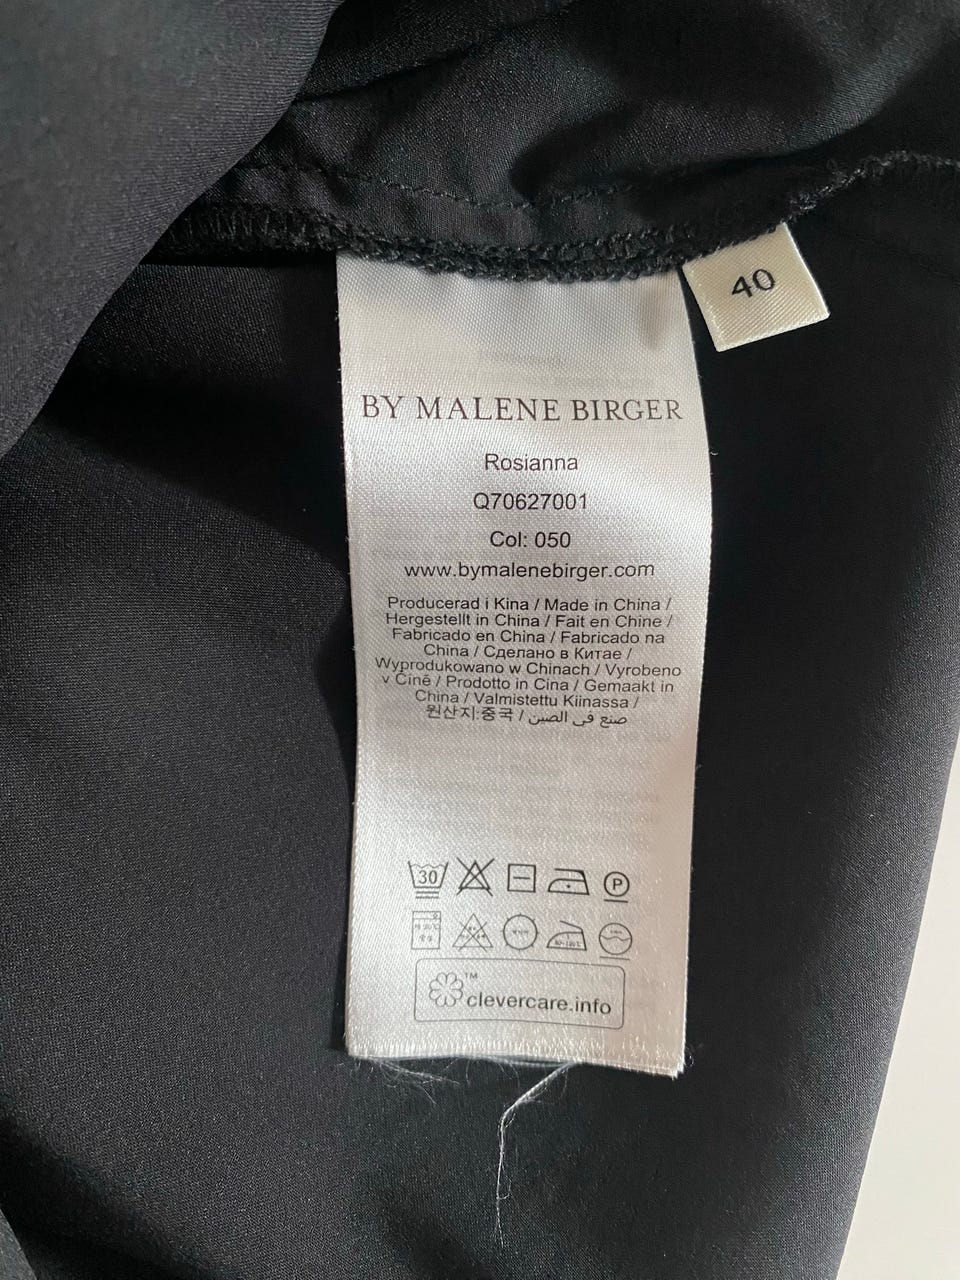 40
BY MALENE BIRGER
Rosianna
Q70627001
Col: 050
www.bymalenebirger.com
Producerad i Kina / Made in China /
Hergestellt in China / Fait en Chine /
Fabricado en China / Fabricado na
China / Сделано в Китае /
Wyprodukowano w Chinach / Vyrobeno
v Čině / Prodotto in Cina / Gemaakt in
China / Valmistettu Kiinassa /
원산지:중국 / صنع في الصين
30 P
™
clevercare.info